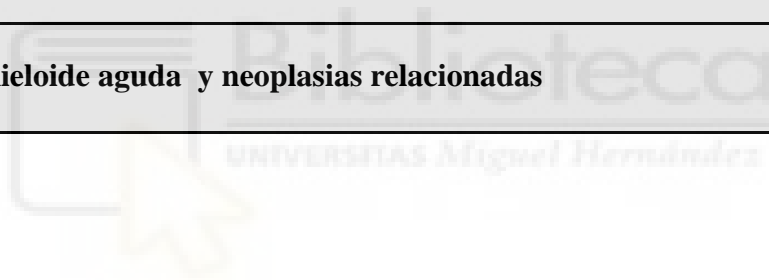 Biblioteca
ieloide aguda y neoplasias relacionadas
UNIVERSITAS Miguel Hernández